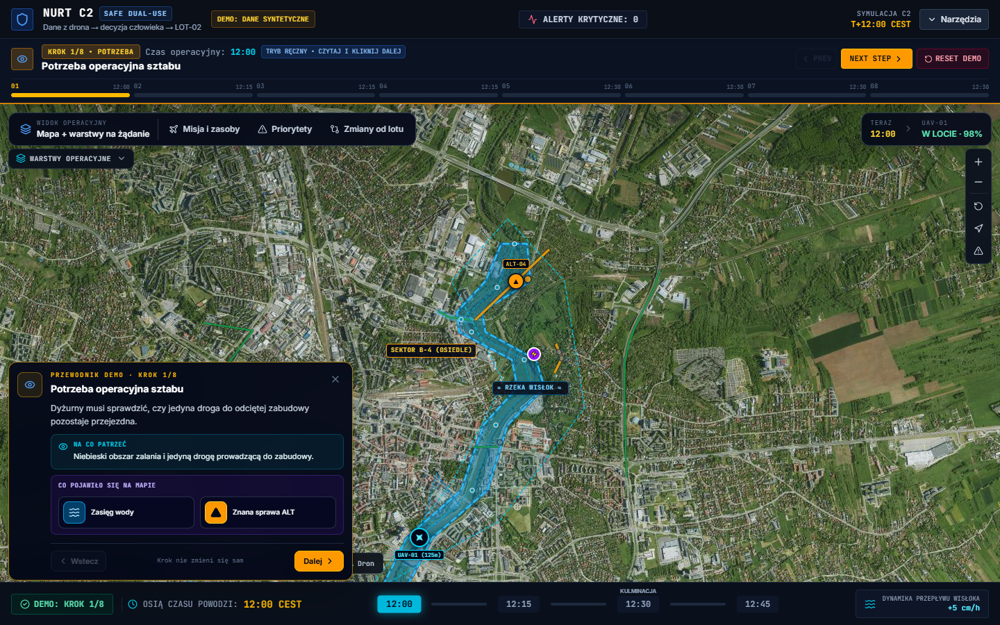 NURT C2
SAFE DUAL-USE
Dane z drona → decyzja człowieka → LOT-02
DEMO: DANE SYNTETYCZNE
ALERTY KRYTYCZNE: 0
SYMULACJA C2
T+12:00 CEST
Narzędzia
KROK 1/8 • POTRZEBA
Czas operacyjny: 12:00
TRYB RĘCZNY • CZYTAJ I KLIKNIJ DALEJ
Potrzeba operacyjna sztabu
PREV
NEXT STEP
RESET DEMO
01 12:00
02 12:15
03 12:15
04 12:15
05 12:30
06 12:30
07 12:30
08 12:30
WIDOK OPERACYJNY
Mapa + warstwy na żądanie
Misja i zasoby
Priorytety
Zmiany od lotu
TERAZ
12:00
UAV-01
W LOCIE · 98%
WARSTWY OPERACYJNE
ALT-04
SEKTOR B-4 (OSIEDLE)
≈ RZEKA WISŁOK ≈
UAV-01 (125m)
Dron
PRZEWODNIK DEMO · KROK 1/8
Potrzeba operacyjna sztabu
Dyżurny musi sprawdzić, czy jedyna droga do odciętej zabudowy
pozostaje przejezdna.
NA CO PATRZEĆ
Niebieski obszar zalania i jedyną drogę prowadzącą do zabudowy.
CO POJAWIŁO SIĘ NA MAPIE
Zasięg wody
Znana sprawa ALT
Wstecz
Krok nie zmieni się sam
Dalej
DEMO: KROK 1/8
OSIĄ CZASU POWODZI: 12:00 CEST
12:00
12:15
KULMINACJA
12:30
12:45
DYNAMIKA PRZEPŁYWU WISŁOKA
+5 cm/h